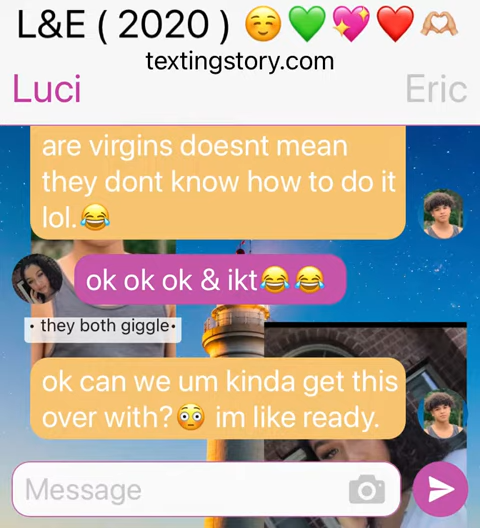 L&E ( 2020 ) ☺️💚💖❤️🫶🏼
textingstory.com
Luci
Eric
are virgins doesnt mean
they dont know how to do it
lol.😂
ok ok ok & ikt😂😂
• they both giggle•
ok can we um kinda get this
over with?😳 im like ready.
Message